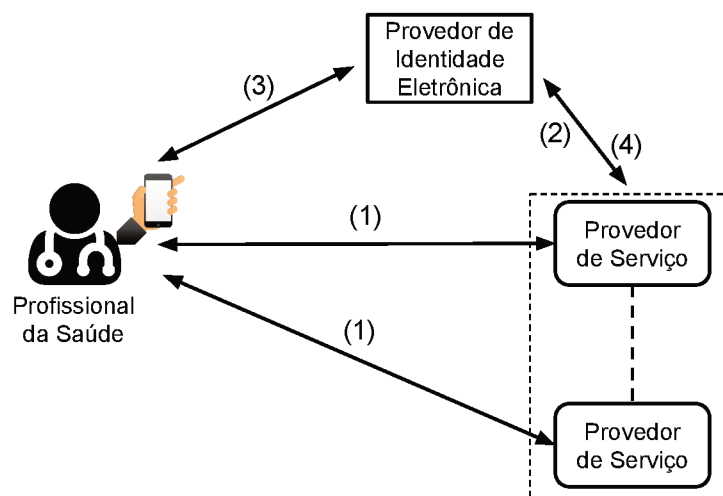 Provedor de
Identidade
Eletrônica
(3)
(2)
(4)
(1)
Provedor
de Serviço
Profissional
da Saúde
(1)
Provedor
de Serviço